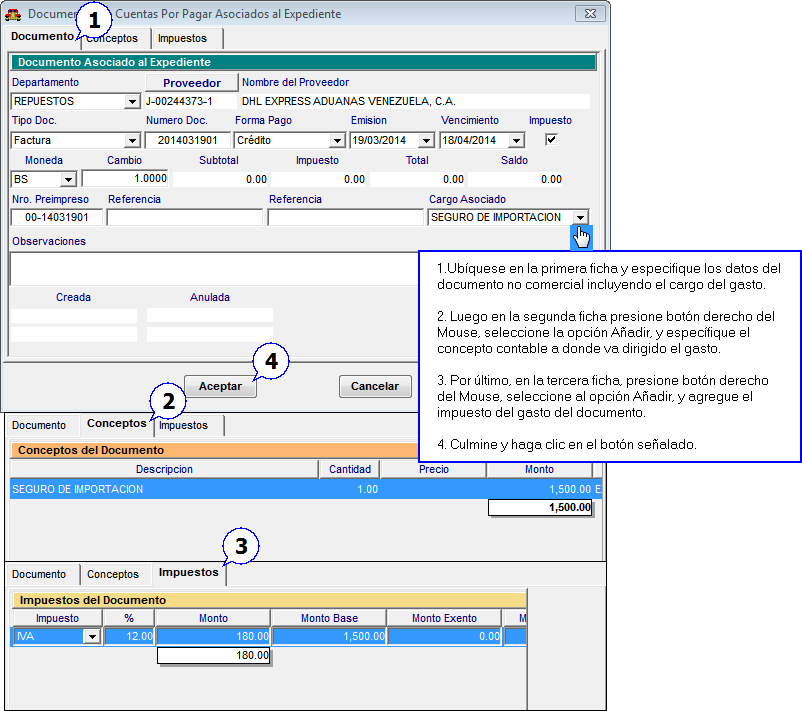 Docume Cuentas Por Pagar Asociados al Expediente
1
Documento Conceptos Impuestos
Documento Asociado al Expediente
Departamento Proveedor Nombre del Proveedor
REPUESTOS J-00244373-1 DHL EXPRESS ADUANAS VENEZUELA, C.A.
Tipo Doc. Numero Doc. Forma Pago Emision Vencimiento Impuesto
Factura 2014031901 Crédito 19/03/2014 18/04/2014
Moneda Cambio Subtotal Impuesto Total Saldo
BS 1.0000 0.00 0.00 0.00 0.00
Nro. Preimpreso Referencia Referencia Cargo Asociado
00-14031901 SEGURO DE IMPORTACION
Observaciones
Creada Anulada
1.Ubíquese en la primera ficha y especifique los datos del
documento no comercial incluyendo el cargo del gasto.
2. Luego en la segunda ficha presione botón derecho del
Mouse, seleccione la opción Añadir, y específique el
concepto contable a donde va dirigido el gasto.
3. Por último, en la tercera ficha, presione botón derecho
del Mouse, seleccione al opción Añadir, y agregue el
impuesto del gasto del documento.
4. Culmine y haga clic en el botón señalado.
4
Aceptar Cancelar
2
Documento Conceptos Impuestos
Conceptos del Documento
Descripcion Cantidad Precio Monto
SEGURO DE IMPORTACION 1.00 1,500.00 E
1,500.00
3
Documento Conceptos Impuestos
Impuestos del Documento
Impuesto % Monto Monto Base Monto Exento M
IVA 12.00 180.00 1,500.00 0.00
180.00